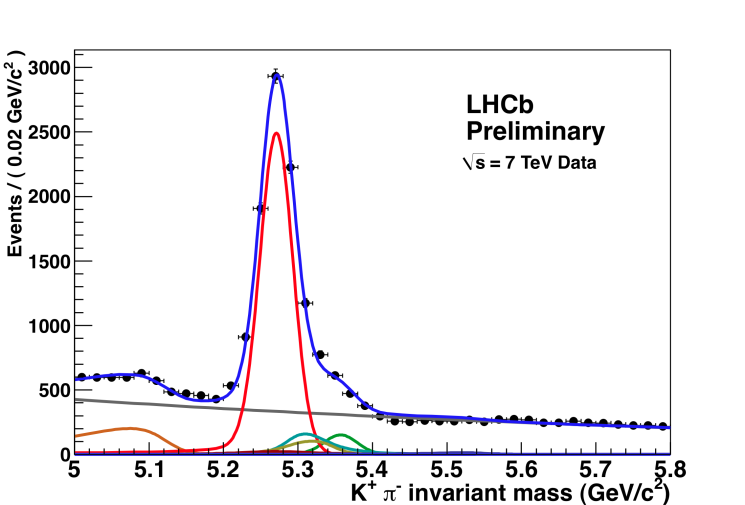 Events / ( 0.02 GeV/c² )
3000
2500
2000
1500
1000
500
0
LHCb
Preliminary
√s = 7 TeV Data
5 5.1 5.2 5.3 5.4 5.5 5.6 5.7 5.8
K⁺ π⁻ invariant mass (GeV/c²)